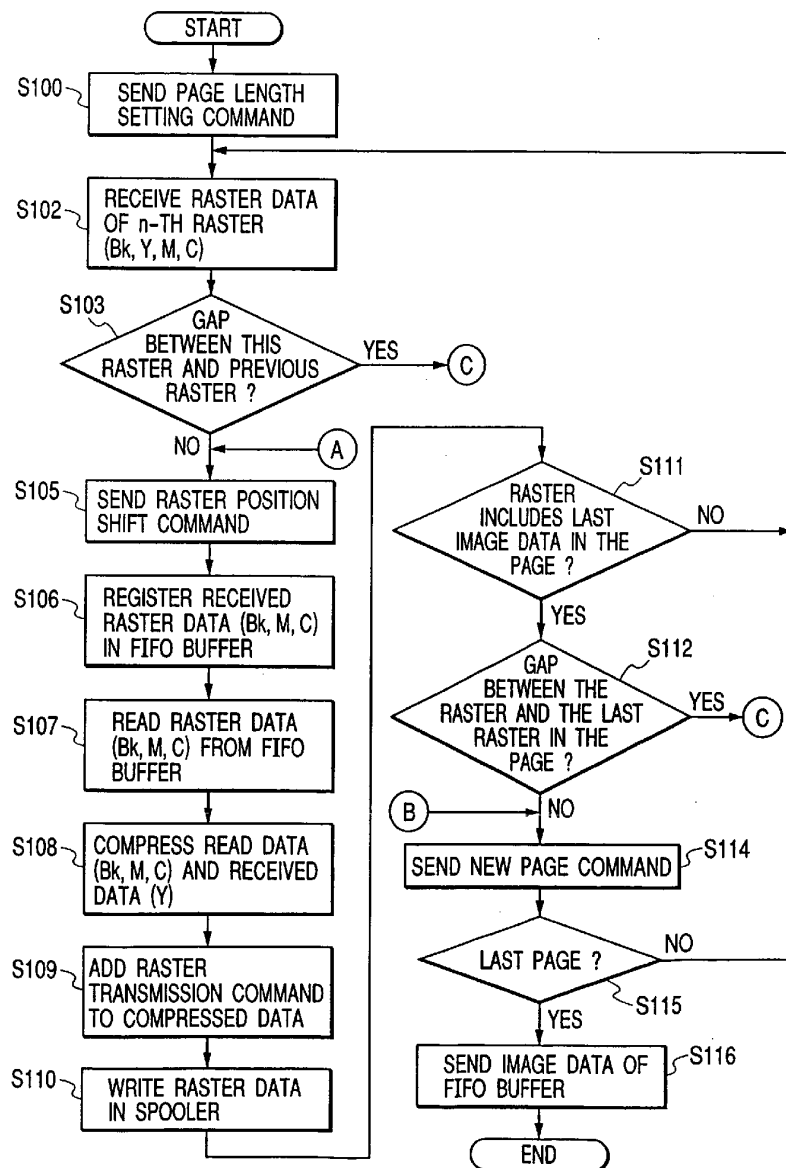 START
S100
SEND PAGE LENGTH
SETTING COMMAND
S102
RECEIVE RASTER DATA
OF n-TH RASTER
(Bk, Y, M, C)
S103
GAP
BETWEEN THIS
RASTER AND PREVIOUS
RASTER ?
YES
C
NO
A
S105
SEND RASTER POSITION
SHIFT COMMAND
S106
REGISTER RECEIVED
RASTER DATA (Bk, M, C)
IN FIFO BUFFER
S107
READ RASTER DATA
(Bk, M, C) FROM FIFO
BUFFER
S108
COMPRESS READ DATA
(Bk, M, C) AND RECEIVED
DATA (Y)
S109
ADD RASTER
TRANSMISSION COMMAND
TO COMPRESSED DATA
S110
WRITE RASTER DATA
IN SPOOLER
S111
RASTER
INCLUDES LAST
IMAGE DATA IN THE
PAGE ?
NO
YES
S112
GAP
BETWEEN THE
RASTER AND THE LAST
RASTER IN THE
PAGE ?
YES
C
B
NO
S114
SEND NEW PAGE COMMAND
LAST PAGE ?
NO
S115
YES
S116
SEND IMAGE DATA OF
FIFO BUFFER
END